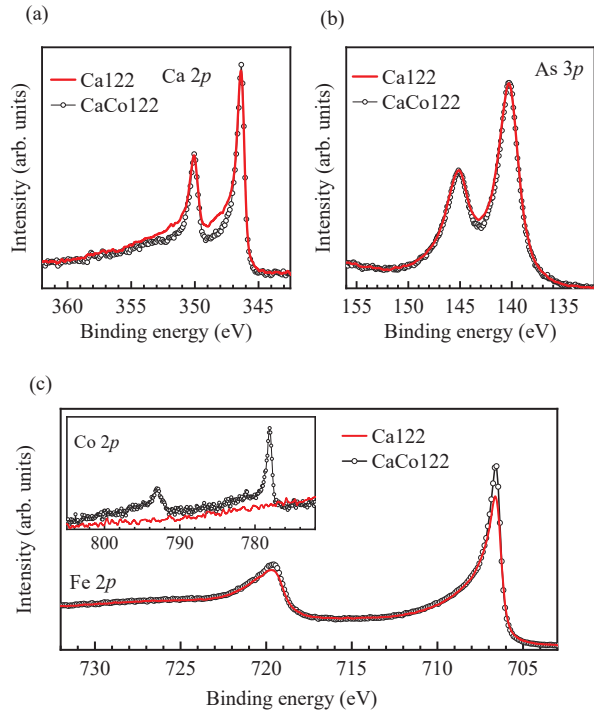 (a)
Ca122
CaCo122
Ca 2p
Intensity (arb. units)
360 355 350 345
Binding energy (eV)
(b)
Ca122
CaCo122
As 3p
Intensity (arb. units)
155 150 145 140 135
Binding energy (eV)
(c)
Co 2p
800 790 780
Ca122
CaCo122
Fe 2p
Intensity (arb. units)
730 725 720 715 710 705
Binding energy (eV)